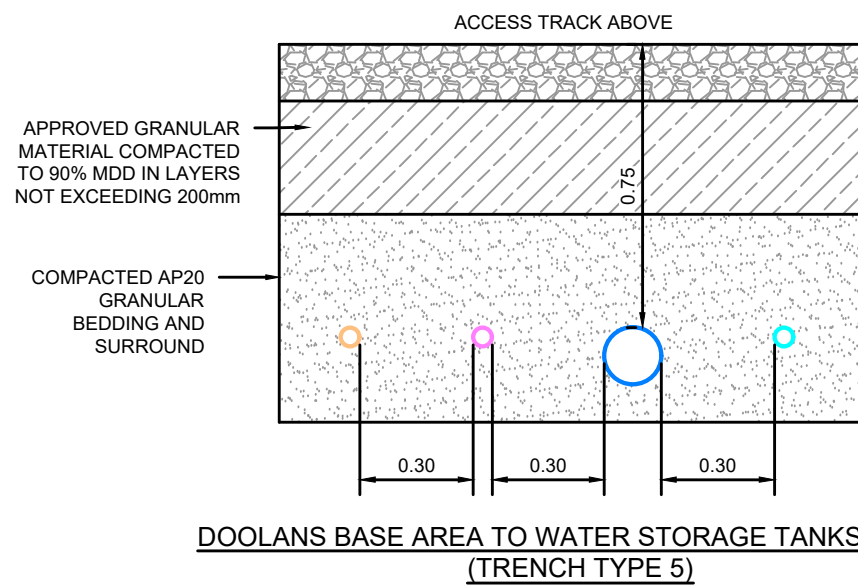 ACCESS TRACK ABOVE
APPROVED GRANULAR
MATERIAL COMPACTED
TO 90% MDD IN LAYERS
NOT EXCEEDING 200mm
0.75
COMPACTED AP20
GRANULAR
BEDDING AND
SURROUND
0.30
0.30
0.30
DOOLANS BASE AREA TO WATER STORAGE TANKS
(TRENCH TYPE 5)